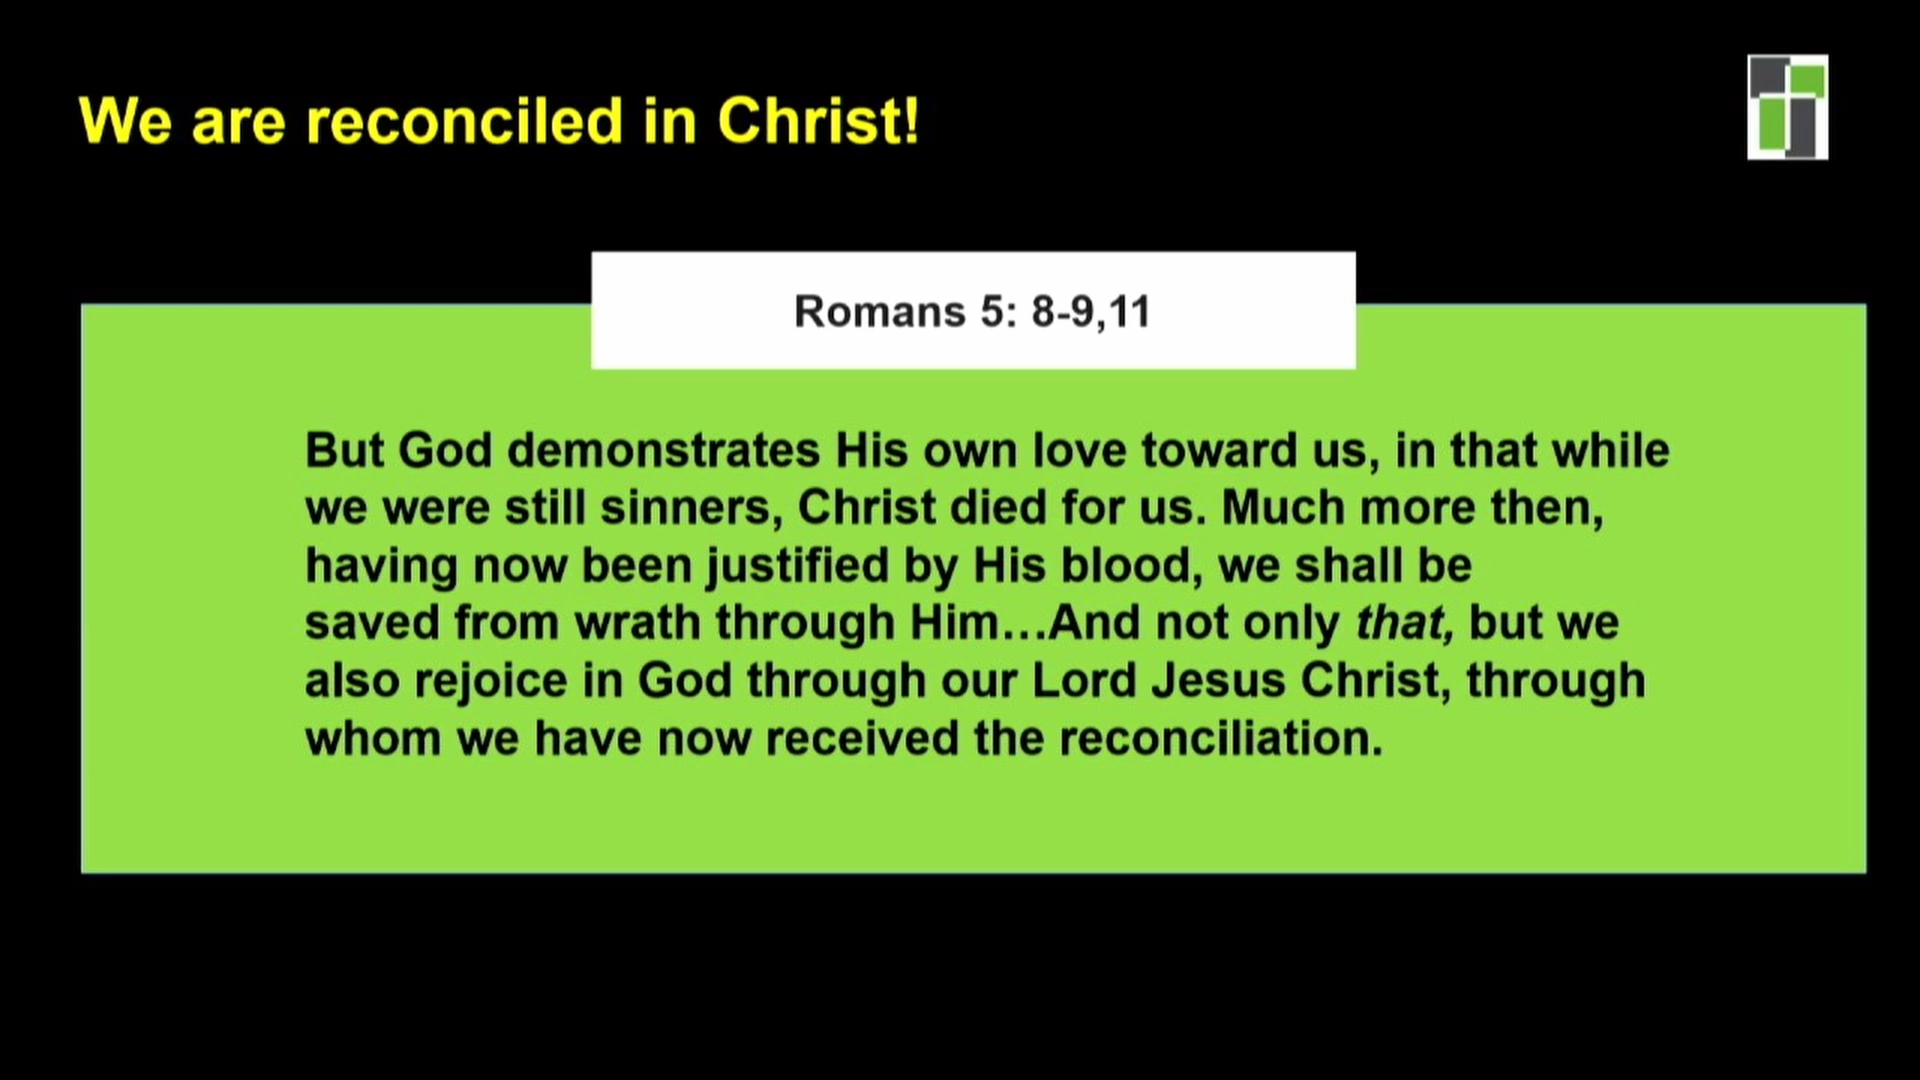 We are reconciled in Christ!
Romans 5: 8-9,11
But God demonstrates His own love toward us, in that while
we were still sinners, Christ died for us. Much more then,
having now been justified by His blood, we shall be
saved from wrath through Him…And not only that, but we
also rejoice in God through our Lord Jesus Christ, through
whom we have now received the reconciliation.